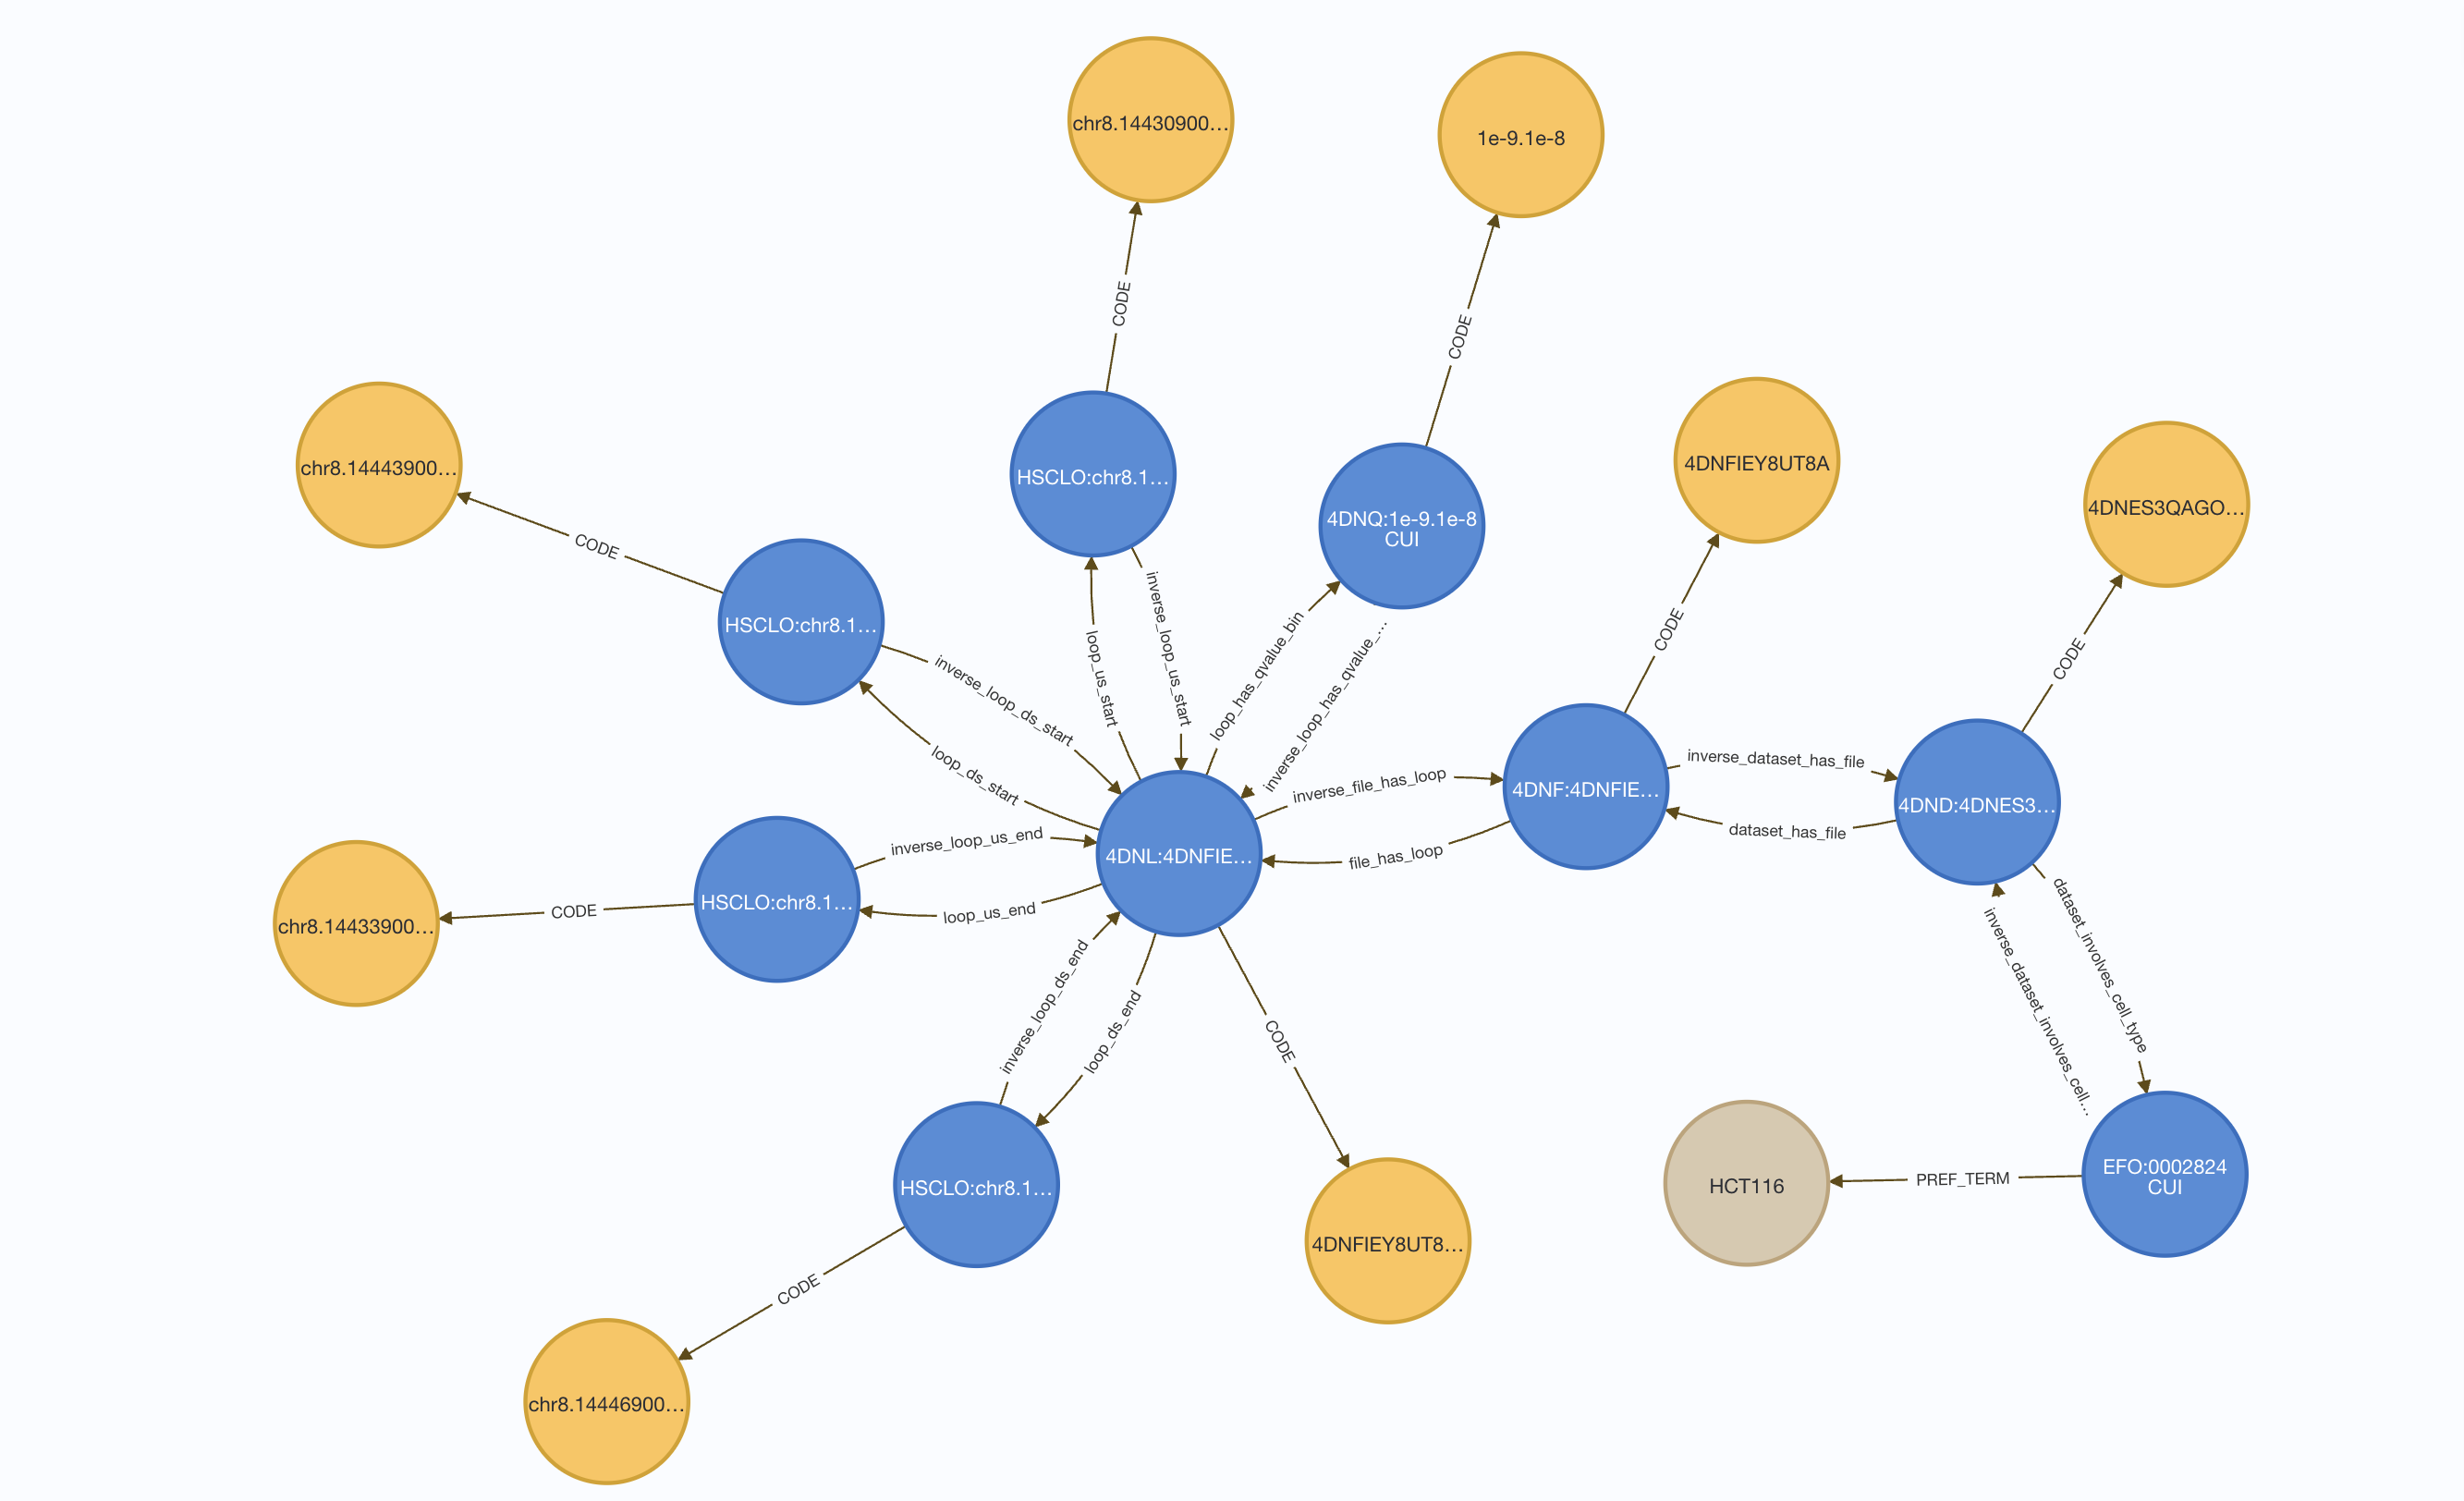 chr8.14430900…
1e-9.1e-8
CODE
CODE
chr8.14443900…
HSCLO:chr8.1…
4DNFIEY8UT8A
4DNES3QAGO…
4DNQ:1e-9.1e-8
CUI
CODE
HSCLO:chr8.1…
CODE
CODE
inverse_loop_us_start
loop_us_start
loop_has_qvalue_bin
inverse_loop_has_qvalue_…
inverse_loop_ds_start
loop_ds_start
inverse_file_has_loop
4DNF:4DNFIE…
inverse_dataset_has_file
4DND:4DNES3…
dataset_has_file
inverse_loop_us_end
4DNL:4DNFIE…
file_has_loop
HSCLO:chr8.1…
CODE
chr8.14433900…
loop_us_end
dataset_involves_cell_type
inverse_dataset_involves_cell…
inverse_loop_ds_end
loop_ds_end
CODE
HSCLO:chr8.1…
HCT116
PREF_TERM
EFO:0002824
CUI
4DNFIEY8UT8…
CODE
chr8.14446900…